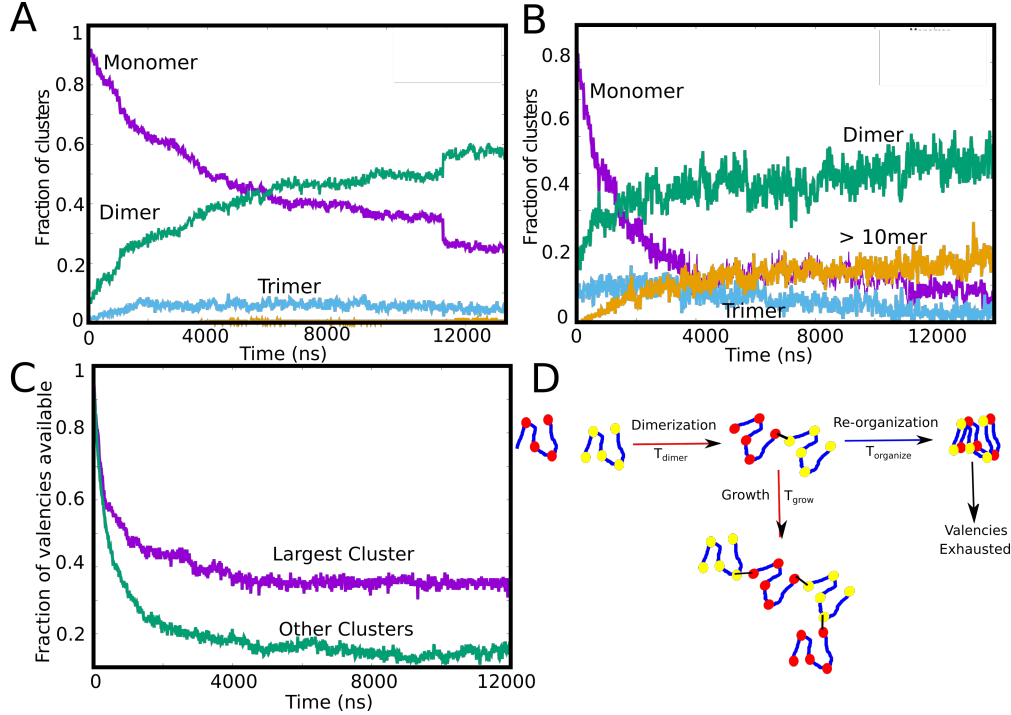 A
1
0.8
0.6
0.4
0.2
0
Fraction of clusters
Monomer
Dimer
Trimer
0
4000
8000
12000
Time (ns)
B
0.8
0.6
0.4
0.2
0
Fraction of clusters
Monomer
Dimer
> 10mer
Trimer
0
4000
8000
12000
Time (ns)
C
1
0.8
0.6
0.4
0.2
Fraction of valencies available
Largest Cluster
Other Clusters
0
4000
8000
12000
Time (ns)
D
Dimerization
Tdimer
Re-organization
Torganize
Growth
Tgrow
Valencies
Exhausted